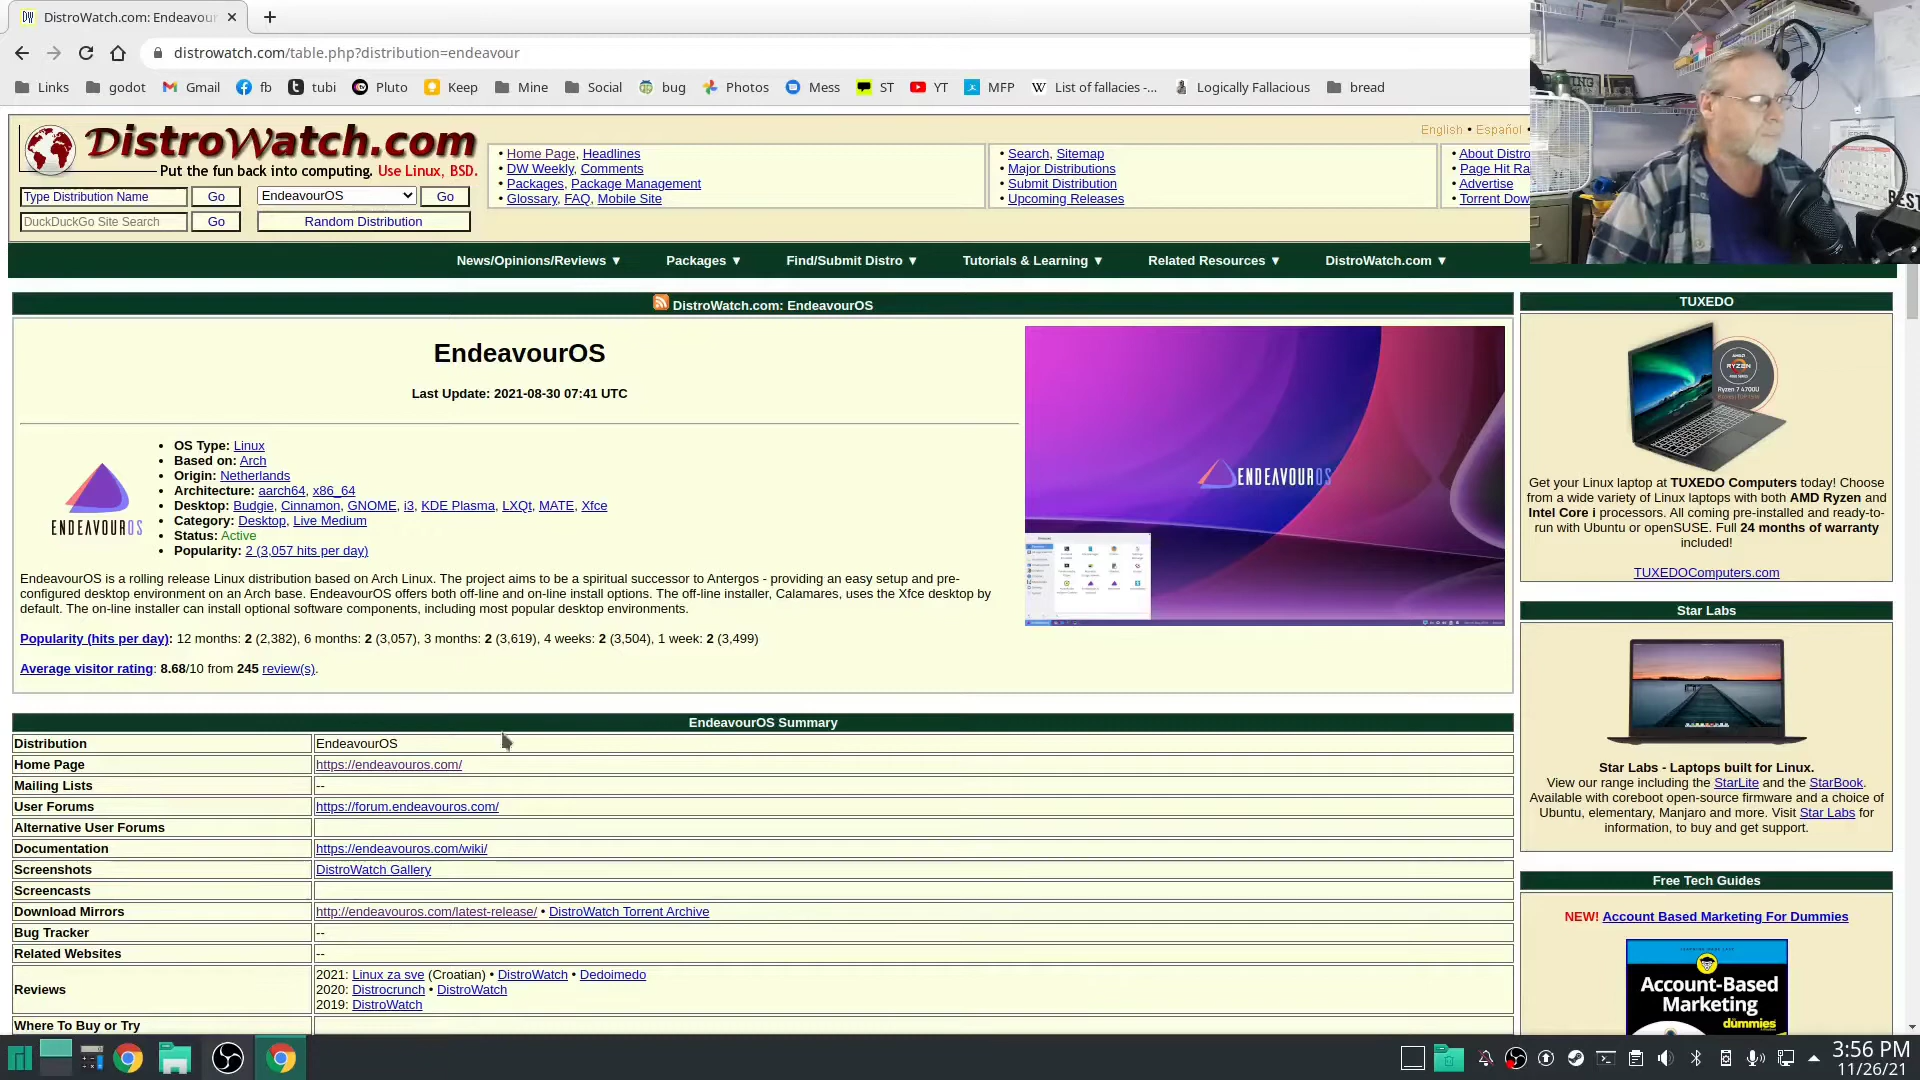 DistroWatch.com: Endeavour
distrowatch.com/table.php?distribution=endeavour
Links godot Gmail fb tubi Pluto Keep Mine Social bug Photos Mess ST YT MFP List of fallacies -... Logically Fallacious bread
DistroWatch.com
Put the fun back into computing. Use Linux, BSD.
Type Distribution Name Go EndeavourOS Go
DuckDuckGo Site Search Go Random Distribution
• Home Page, Headlines
• DW Weekly, Comments
• Packages, Package Management
• Glossary, FAQ, Mobile Site
• Search, Sitemap
• Major Distributions
• Submit Distribution
• Upcoming Releases
English • Español •
• About Distro
• Page Hit Ra
• Advertise
• Torrent Dow
BEST
News/Opinions/Reviews ▼ Packages ▼ Find/Submit Distro ▼ Tutorials & Learning ▼ Related Resources ▼ DistroWatch.com ▼
DistroWatch.com: EndeavourOS
EndeavourOS
Last Update: 2021-08-30 07:41 UTC
ENDEAVOUROS
• OS Type: Linux
• Based on: Arch
• Origin: Netherlands
• Architecture: aarch64, x86_64
• Desktop: Budgie, Cinnamon, GNOME, i3, KDE Plasma, LXQt, MATE, Xfce
• Category: Desktop, Live Medium
• Status: Active
• Popularity: 2 (3,057 hits per day)
EndeavourOS is a rolling release Linux distribution based on Arch Linux. The project aims to be a spiritual successor to Antergos - providing an easy setup and pre-
configured desktop environment on an Arch base. EndeavourOS offers both off-line and on-line install options. The off-line installer, Calamares, uses the Xfce desktop by
default. The on-line installer can install optional software components, including most popular desktop environments.
Popularity (hits per day): 12 months: 2 (2,382), 6 months: 2 (3,057), 3 months: 2 (3,619), 4 weeks: 2 (3,504), 1 week: 2 (3,499)
Average visitor rating: 8.68/10 from 245 review(s).
ENDEAVOUROS
EndeavourOS Summary
Distribution EndeavourOS
Home Page https://endeavouros.com/
Mailing Lists --
User Forums https://forum.endeavouros.com/
Alternative User Forums
Documentation https://endeavouros.com/wiki/
Screenshots DistroWatch Gallery
Screencasts
Download Mirrors http://endeavouros.com/latest-release/ • DistroWatch Torrent Archive
Bug Tracker --
Related Websites --
Reviews
2021: Linux za sve (Croatian) • DistroWatch • Dedoimedo
2020: Distrocrunch • DistroWatch
2019: DistroWatch
Where To Buy or Try
TUXEDO
AMD
RYZEN
Ryzen 7 4700U
Get your Linux laptop at TUXEDO Computers today! Choose
from a wide variety of Linux laptops with both AMD Ryzen and
Intel Core i processors. All coming pre-installed and ready-to-
run with Ubuntu or openSUSE. Full 24 months of warranty
included!
TUXEDOComputers.com
Star Labs
Star Labs - Laptops built for Linux.
View our range including the StarLite and the StarBook.
Available with coreboot open-source firmware and a choice of
Ubuntu, elementary, Manjaro and more. Visit Star Labs for
information, to buy and get support.
Free Tech Guides
NEW! Account Based Marketing For Dummies
Account-Based
Marketing
dummies
3:56 PM
11/26/21